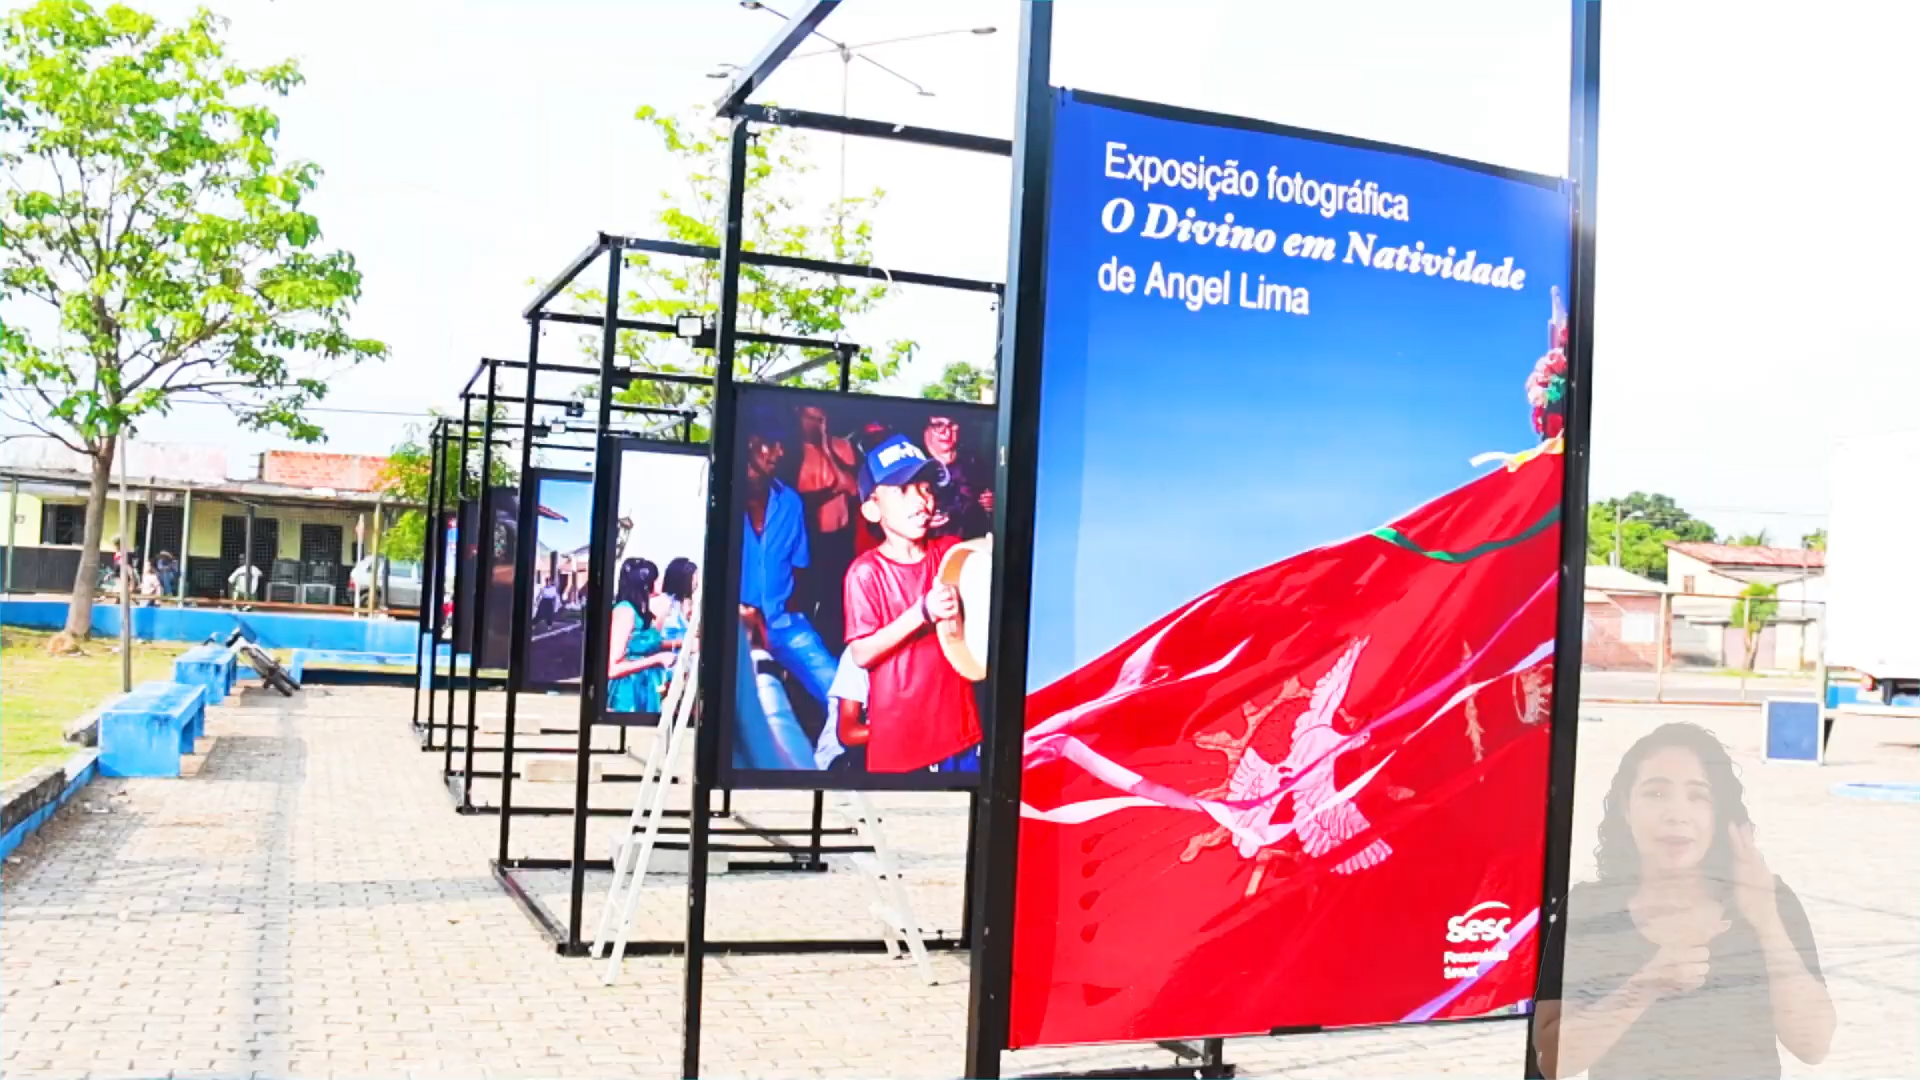 Exposição fotográfica
O Divino em Natividade
de Angel Lima
Sesc